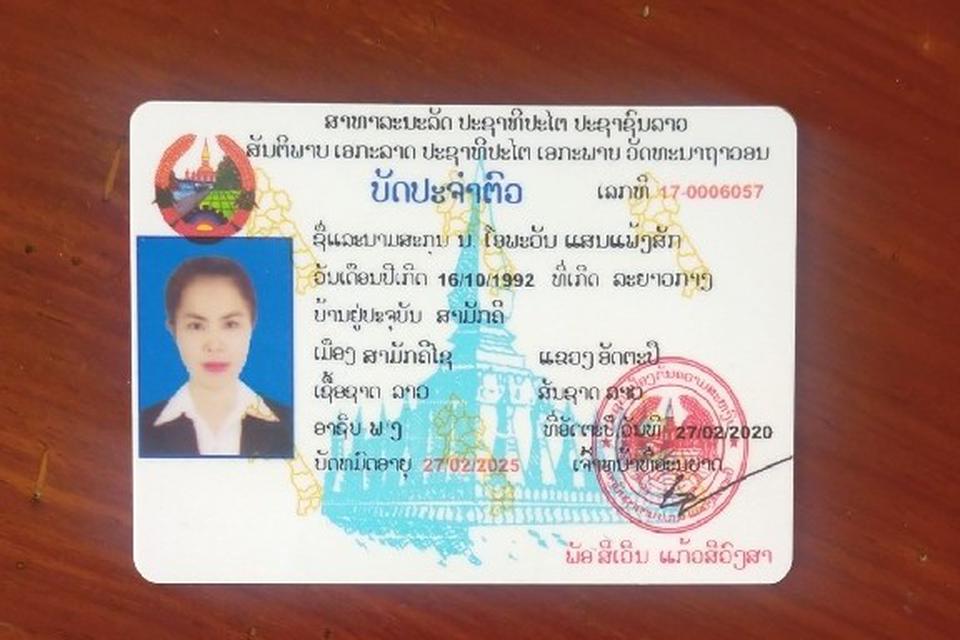 ສາທາລະນະລັດ ປະຊາທິປະໄຕ ປະຊາຊົນລາວ
ສັນຕິພາບ ເອກະລາດ ປະຊາທິປະໄຕ ເອກະພາບ ວັດທະນາຖາວອນ
ບັດປະຈຳຕົວ ເລກທີ 17-0006057
ຊື່ແລະນາມສະກຸນ ນ ໂອພະວັນ ແສນແພ້ງສັກ
ວັນເດືອນປີເກີດ 16/10/1992 ທີ່ເກີດ ລະຍາວກາງ
ບ້ານຢູ່ປະຈຸບັນ ສາມັກຄີ
ເມືອງ ສາມັກຄີໄຊ ແຂວງ ອັດຕະປື
ເຊື້ອຊາດ ລາວ ສັນຊາດ ລາວ
ອາຊີບ ຟ ງ ທີ່ອັດຕະປື ວັນທີ 27/02/2020
ບັດຫມົດອາຍຸ 27/02/2025 ເຈົ້າຫນ້າທີ່ອະນຸຍາດ
ພັອ ສີເວີນ ແກ້ວສີວົງສາ